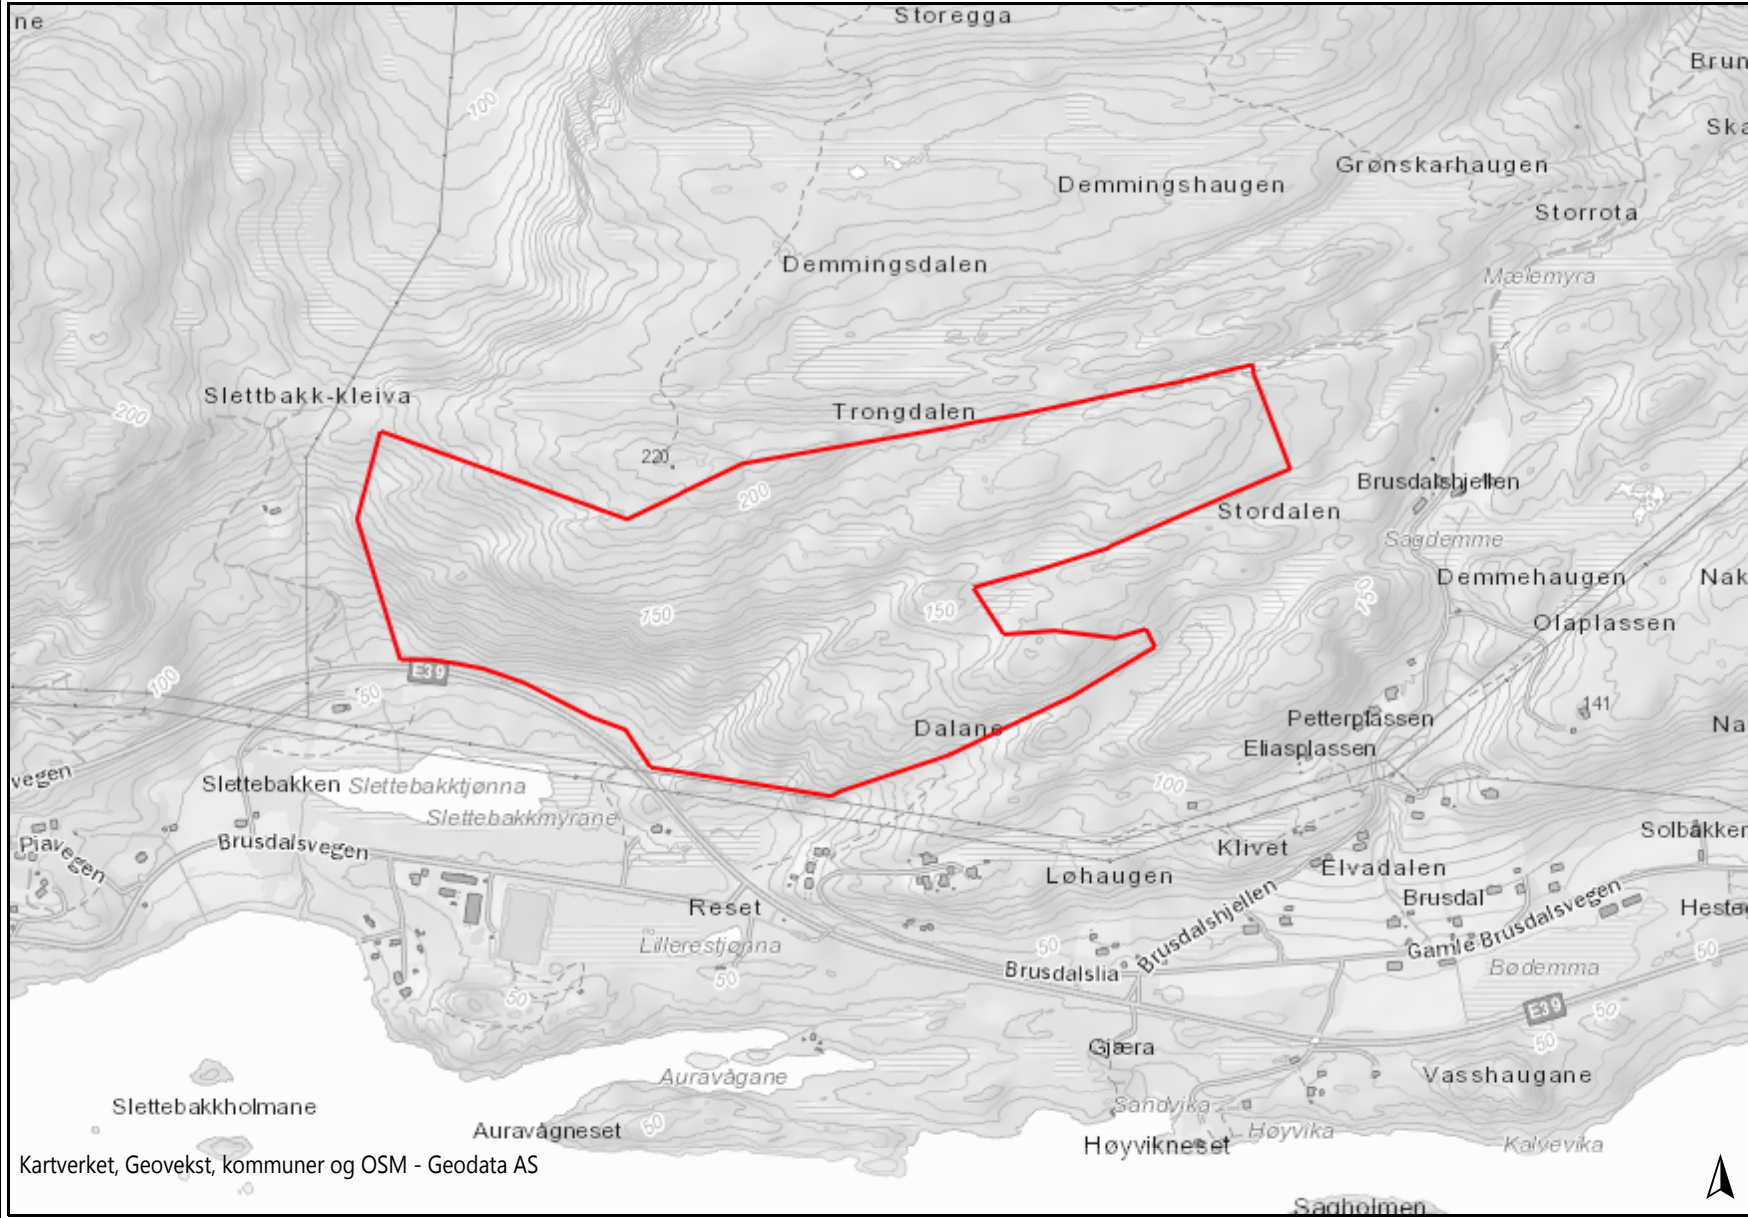 ne
Storegga
Brun
100
Ska
Grønskarhaugen
Demmingshaugen
Storrota
Demmingsdalen
Mælemyra
Slettbakk-kleiva
200
Trongdalen
220
200
Brusdalshjellen
Stordalen
Sagdemme
Demmehaugen
Nak
150
150
150
Olaplassen
E39
100
50
141
Petterplassen
Dalane
Na
Eliasplassen
vegen
Slettebakken
Slettebakktjønna
100
Slettebakkmyrane
Solbakken
Piavegen
Brusdalsvegen
Klivet
Elvadalen
Løhaugen
Brusdal
Reset
Heste
Brusdalshjellen
Gamle Brusdalsvegen
Lillerestjønna
50
50
Brusdalslia
Bødemma
50
50
50
E39
50
50
Gjæra
Auravågane
Vasshaugane
Slettebakkholmane
Sandvika
Auravågneset
50
Høyvikneset
Høyvika
Kalvevika
Kartverket, Geovekst, kommuner og OSM - Geodata AS
Sagholmen